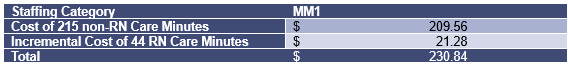 Staffing Category MM1
Cost of 215 non-RN Care Minutes $ 209.56
Incremental Cost of 44 RN Care Minutes $ 21.28
Total $ 230.84